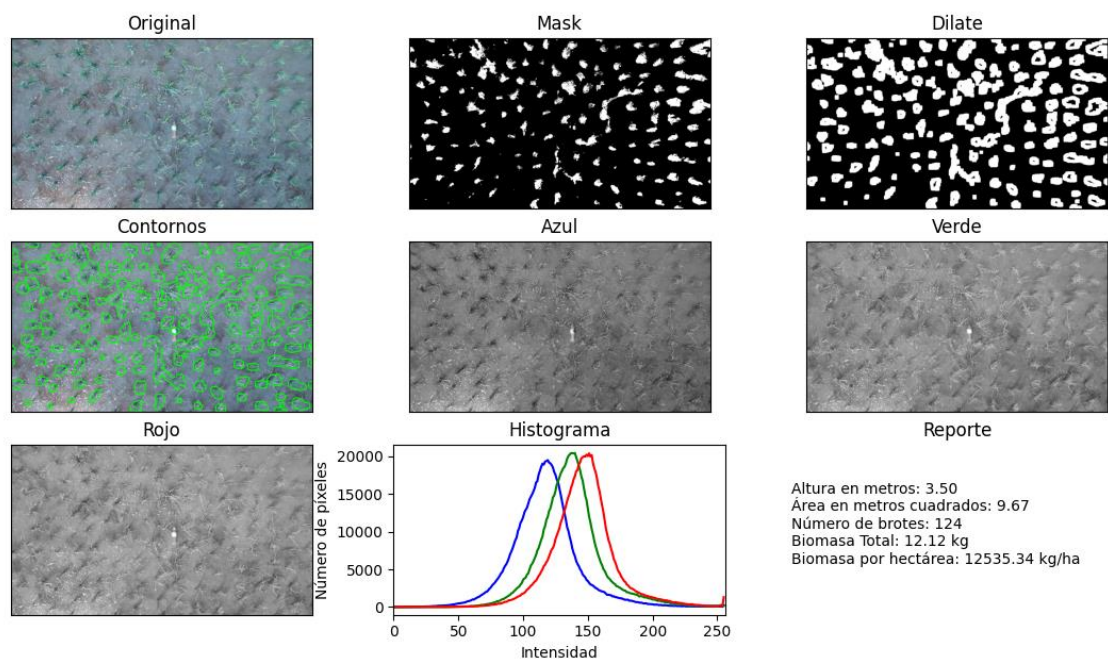 Original
Mask
Dilate
Contornos
Azul
Verde
Rojo
Histograma
Reporte
Número de píxeles
20000
15000
10000
5000
0
0
50
100
150
200
250
Intensidad
Altura en metros: 3.50
Área en metros cuadrados: 9.67
Número de brotes: 124
Biomasa Total: 12.12 kg
Biomasa por hectárea: 12535.34 kg/ha